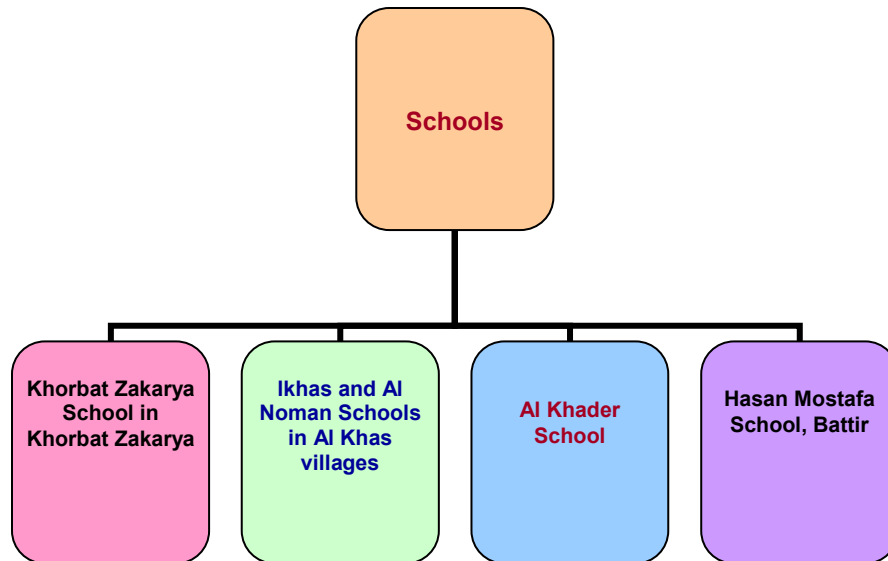 Schools
Khorbat Zakarya
School in
Khorbat Zakarya
Ikhas and Al
Noman Schools
in Al Khas
villages
Al Khader
School
Hasan Mostafa
School, Battir